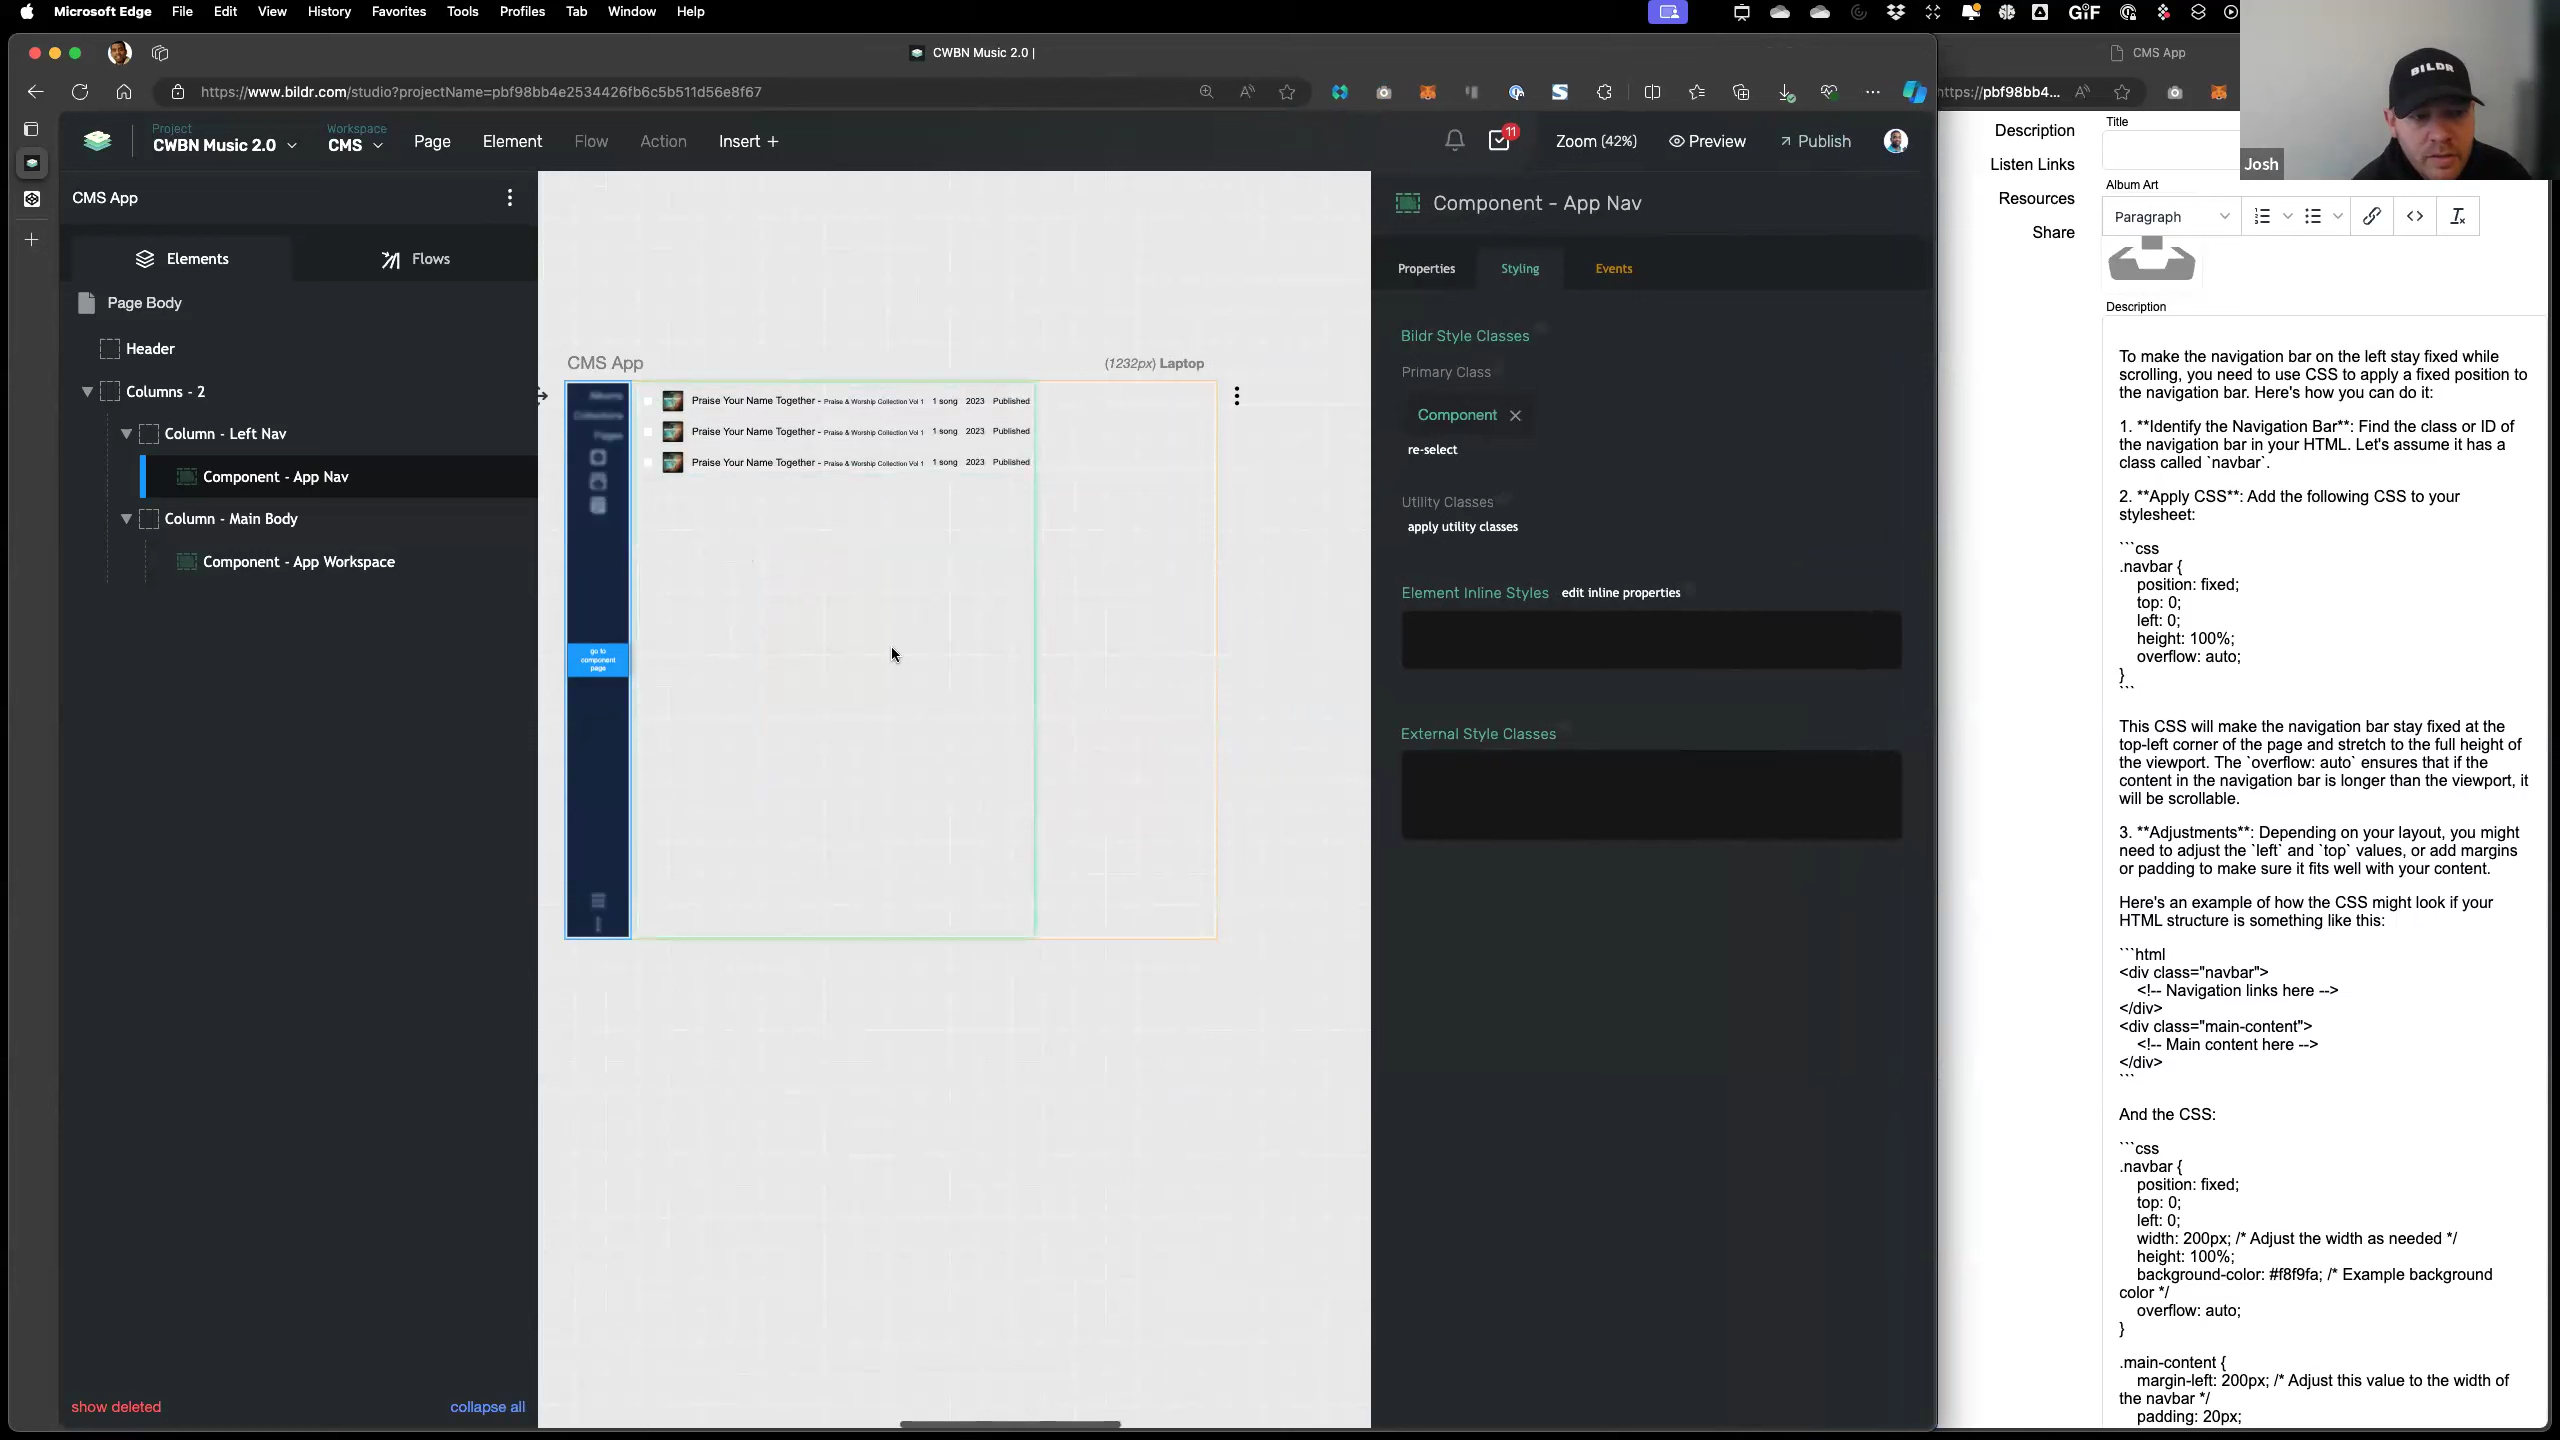 Microsoft Edge File Edit View History Favorites Tools Profiles Tab Window Help
GIF
CWBN Music 2.0 |
https://www.bildr.com/studio?projectName=pbf98bb4e2534426fb6c5b511d56e8f67
Project
CWBN Music 2.0
Workspace
CMS
Page Element Flow Action Insert +
11
Zoom (42%) Preview Publish
CMS App
Elements Flows
Page Body
Header
Columns - 2
Column - Left Nav
Component - App Nav
Column - Main Body
Component - App Workspace
show deleted collapse all
CMS App (1232px) Laptop
Albums
Collections
Pages
Praise Your Name Together - Praise & Worship Collection Vol 1 1 song 2023 Published
Praise Your Name Together - Praise & Worship Collection Vol 1 1 song 2023 Published
Praise Your Name Together - Praise & Worship Collection Vol 1 1 song 2023 Published
go to
component
page
Component - App Nav
Properties Styling Events
Bildr Style Classes
Primary Class
Component
re-select
Utility Classes
apply utility classes
Element Inline Styles edit inline properties
External Style Classes
CMS App
https://pbf98bb4...
BILDR
Josh
Description
Listen Links
Resources
Share
Title
Album Art
Paragraph
Description
To make the navigation bar on the left stay fixed while
scrolling, you need to use CSS to apply a fixed position to
the navigation bar. Here's how you can do it:
1. **Identify the Navigation Bar**: Find the class or ID of
the navigation bar in your HTML. Let's assume it has a
class called `navbar`.
2. **Apply CSS**: Add the following CSS to your
stylesheet:
```css
.navbar {
position: fixed;
top: 0;
left: 0;
height: 100%;
overflow: auto;
}
```
This CSS will make the navigation bar stay fixed at the
top-left corner of the page and stretch to the full height of
the viewport. The `overflow: auto` ensures that if the
content in the navigation bar is longer than the viewport, it
will be scrollable.
3. **Adjustments**: Depending on your layout, you might
need to adjust the `left` and `top` values, or add margins
or padding to make sure it fits well with your content.
Here's an example of how the CSS might look if your
HTML structure is something like this:
```html
<div class="navbar">
<!-- Navigation links here -->
</div>
<div class="main-content">
<!-- Main content here -->
</div>
```
And the CSS:
```css
.navbar {
position: fixed;
top: 0;
left: 0;
width: 200px; /* Adjust the width as needed */
height: 100%;
background-color: #f8f9fa; /* Example background
color */
overflow: auto;
}
.main-content {
margin-left: 200px; /* Adjust this value to the width of
the navbar */
padding: 20px;